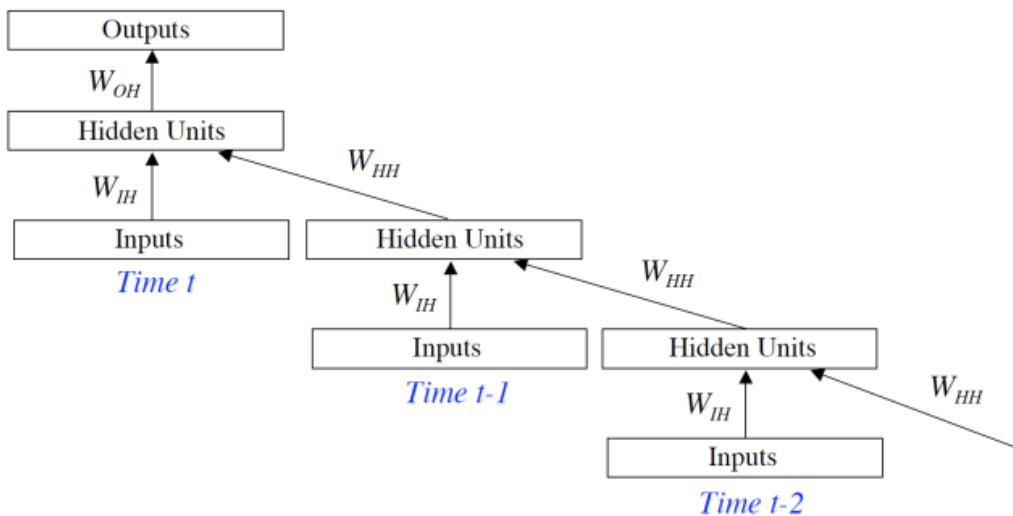 Outputs
W_OH
Hidden Units
W_HH
W_IH
Inputs
Hidden Units
Time t
W_HH
W_IH
Inputs
Hidden Units
Time t-1
W_HH
W_IH
Inputs
Time t-2